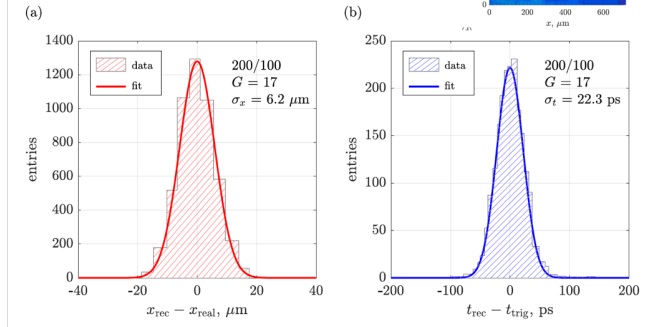 0 200 400 600
x, μm
0
(a)
(b)
1400
1200
1000
800
600
400
200
0
entries
data
fit
200/100
G = 17
σx = 6.2 μm
-40 -20 0 20 40
xrec − xreal, μm
250
200
150
100
50
0
entries
data
fit
200/100
G = 17
σt = 22.3 ps
-200 -100 0 100 200
trec − ttrig, ps